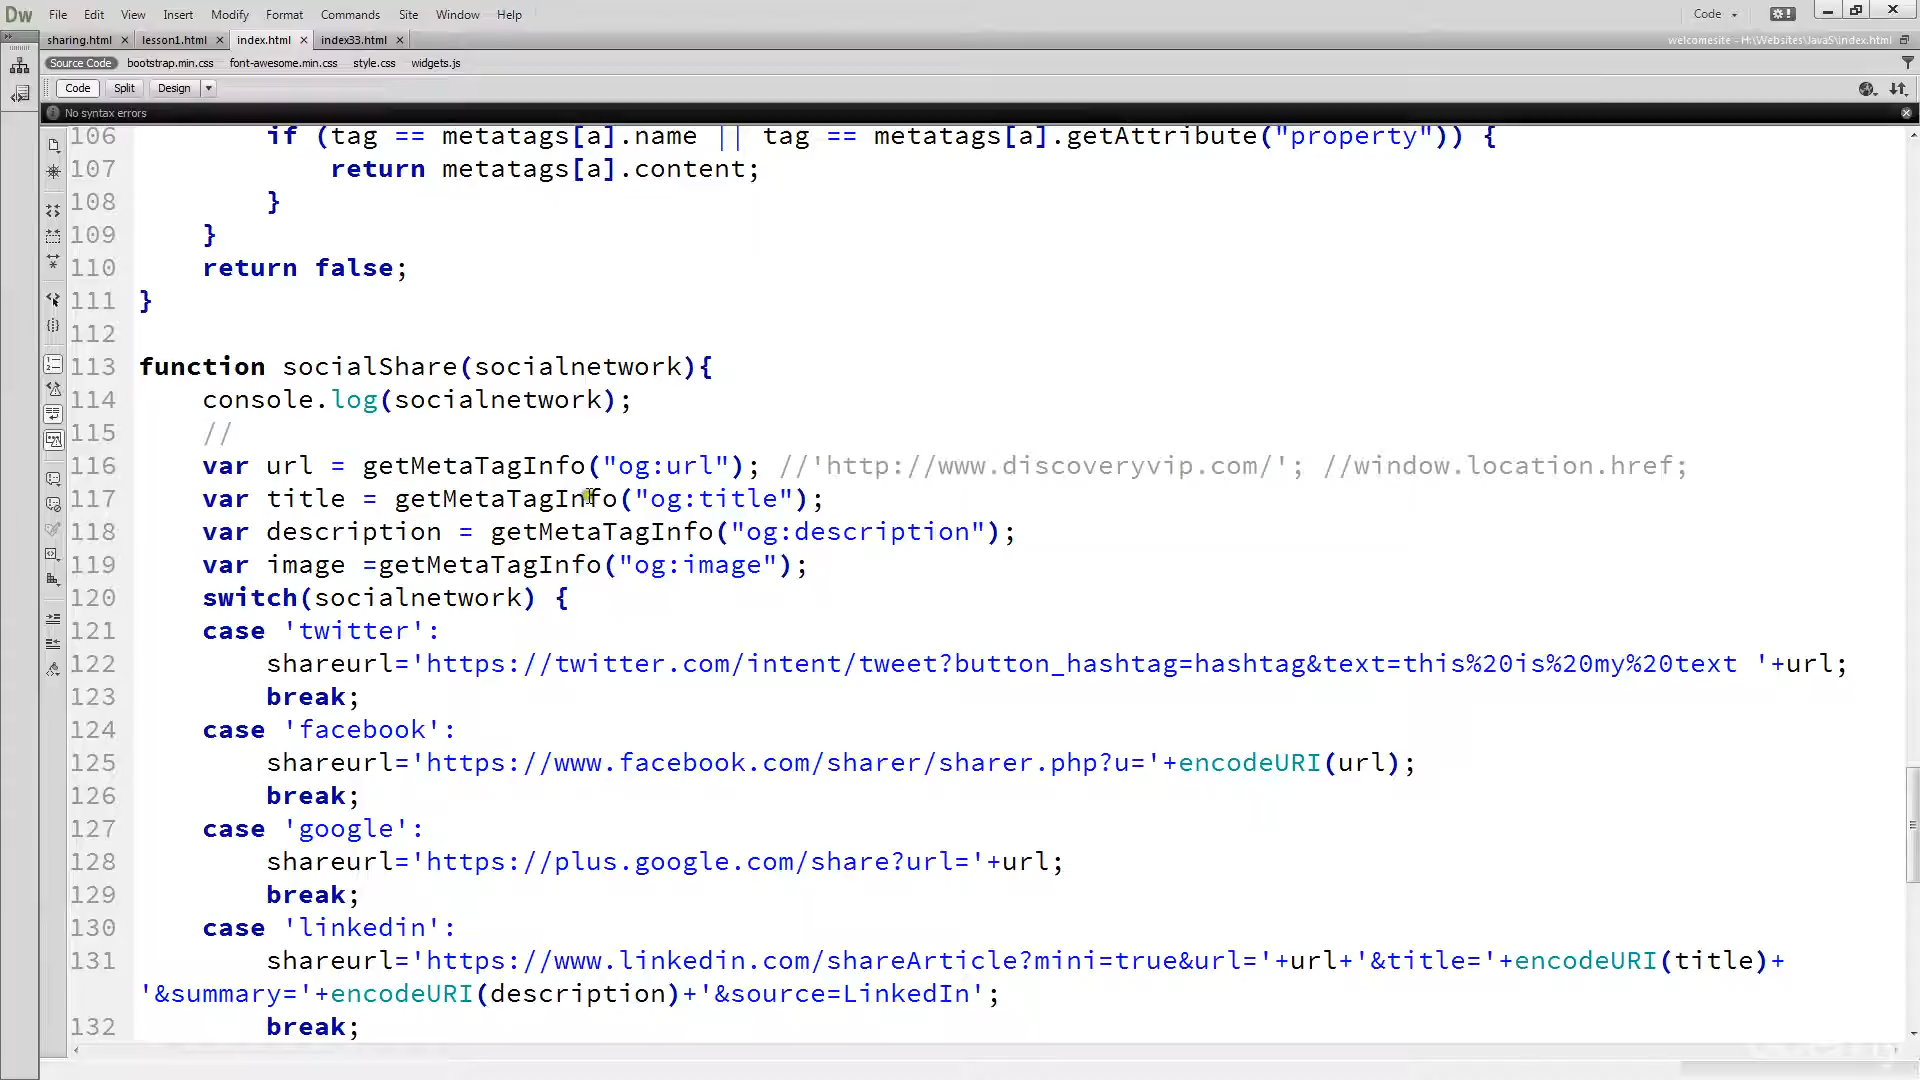 Dw File Edit View Insert Modify Format Commands Site Window Help Code
sharing.html lesson1.html index.html index33.html welcomesite - H:\Websites\JavaS\index.html
Source Code bootstrap.min.css font-awesome.min.css style.css widgets.js
Code Split Design
No syntax errors
106 if (tag == metatags[a].name || tag == metatags[a].getAttribute("property")) {
107 return metatags[a].content;
108 }
109 }
110 return false;
111 }
112
113 function socialShare(socialnetwork){
114 console.log(socialnetwork);
115 //
116 var url = getMetaTagInfo("og:url"); //'http://www.discoveryvip.com/'; //window.location.href;
117 var title = getMetaTagInfo("og:title");
118 var description = getMetaTagInfo("og:description");
119 var image =getMetaTagInfo("og:image");
120 switch(socialnetwork) {
121 case 'twitter':
122 shareurl='https://twitter.com/intent/tweet?button_hashtag=hashtag&text=this%20is%20my%20text '+url;
123 break;
124 case 'facebook':
125 shareurl='https://www.facebook.com/sharer/sharer.php?u='+encodeURI(url);
126 break;
127 case 'google':
128 shareurl='https://plus.google.com/share?url='+url;
129 break;
130 case 'linkedin':
131 shareurl='https://www.linkedin.com/shareArticle?mini=true&url='+url+'&title='+encodeURI(title)+
'&summary='+encodeURI(description)+'&source=LinkedIn';
132 break;